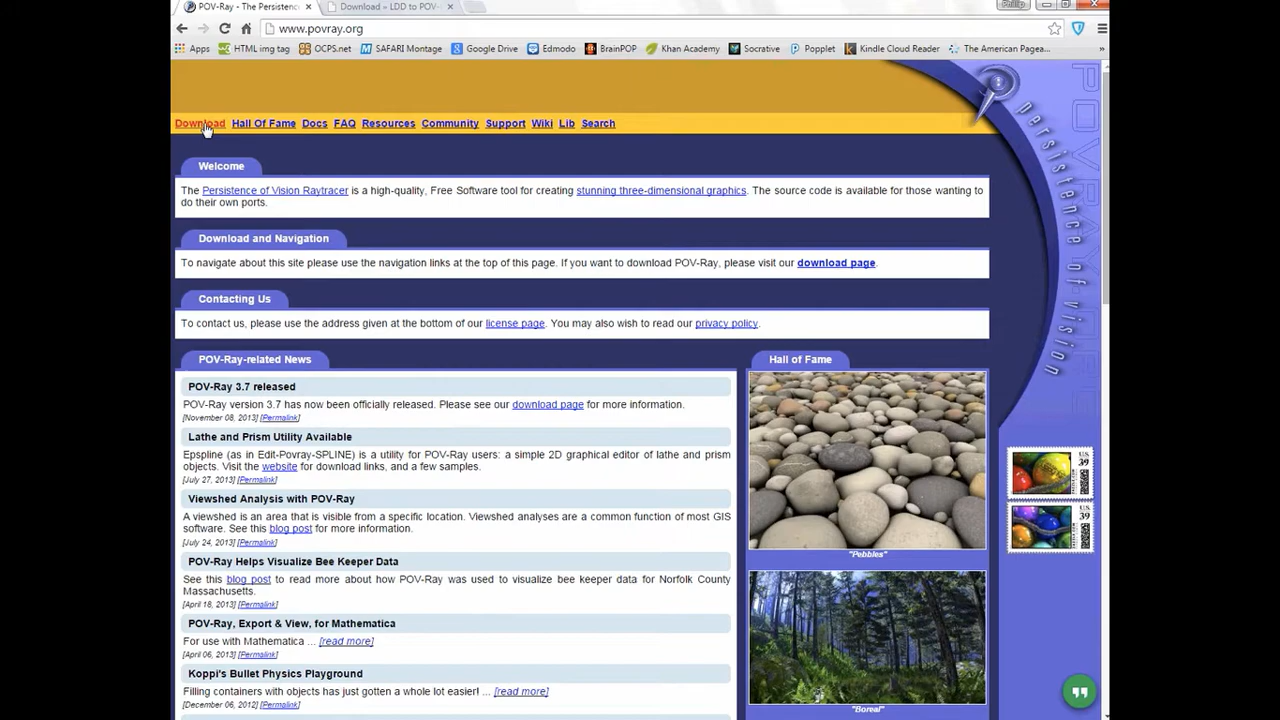 POV-Ray - The Persistenc
Download » LDD to POV-
Phillip
www.povray.org
Apps HTML img tag OCPS.net SAFARI Montage Google Drive Edmodo BrainPOP Khan Academy Socrative Popplet Kindle Cloud Reader The American Pagea... »
Download Hall Of Fame Docs FAQ Resources Community Support Wiki Lib Search
persistence of vision
POVRAY
Welcome
The Persistence of Vision Raytracer is a high-quality, Free Software tool for creating stunning three-dimensional graphics. The source code is available for those wanting to
do their own ports.
Download and Navigation
To navigate about this site please use the navigation links at the top of this page. If you want to download POV-Ray, please visit our download page.
Contacting Us
To contact us, please use the address given at the bottom of our license page. You may also wish to read our privacy policy.
POV-Ray-related News
POV-Ray 3.7 released
POV-Ray version 3.7 has now been officially released. Please see our download page for more information.
[November 08, 2013] [Permalink]
Lathe and Prism Utility Available
Epspline (as in Edit-Povray-SPLINE) is a utility for POV-Ray users: a simple 2D graphical editor of lathe and prism
objects. Visit the website for download links, and a few samples.
[July 27, 2013] [Permalink]
Viewshed Analysis with POV-Ray
A viewshed is an area that is visible from a specific location. Viewshed analyses are a common function of most GIS
software. See this blog post for more information.
[July 24, 2013] [Permalink]
POV-Ray Helps Visualize Bee Keeper Data
See this blog post to read more about how POV-Ray was used to visualize bee keeper data for Norfolk County
Massachusetts.
[April 18, 2013] [Permalink]
POV-Ray, Export & View, for Mathematica
For use with Mathematica ... [read more]
[April 06, 2013] [Permalink]
Koppi's Bullet Physics Playground
Filling containers with objects has just gotten a whole lot easier! ... [read more]
[December 06, 2012] [Permalink]
Hall of Fame
"Pebbles"
"Boreal"
U.S.
39
U.S.
39